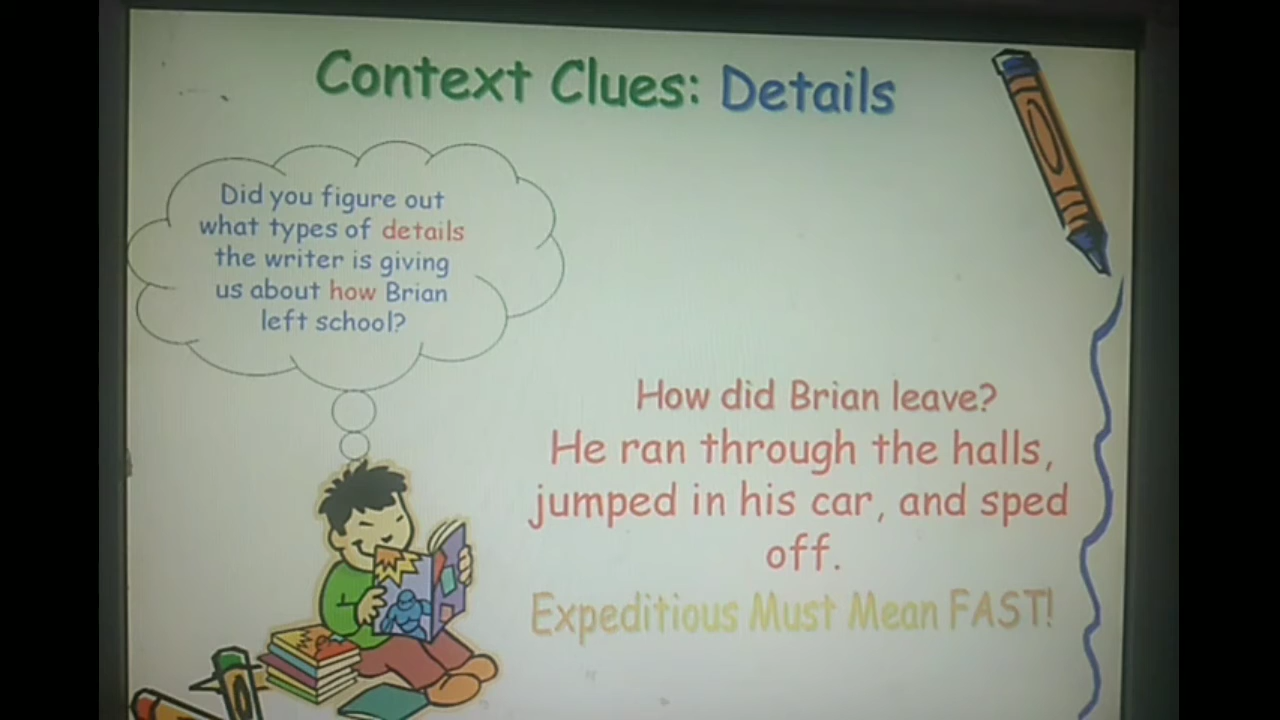 Context Clues: Details
Did you figure out
what types of details
the writer is giving
us about how Brian
left school?
How did Brian leave?
He ran through the halls,
jumped in his car, and sped
off.
Expeditious Must Mean FAST!